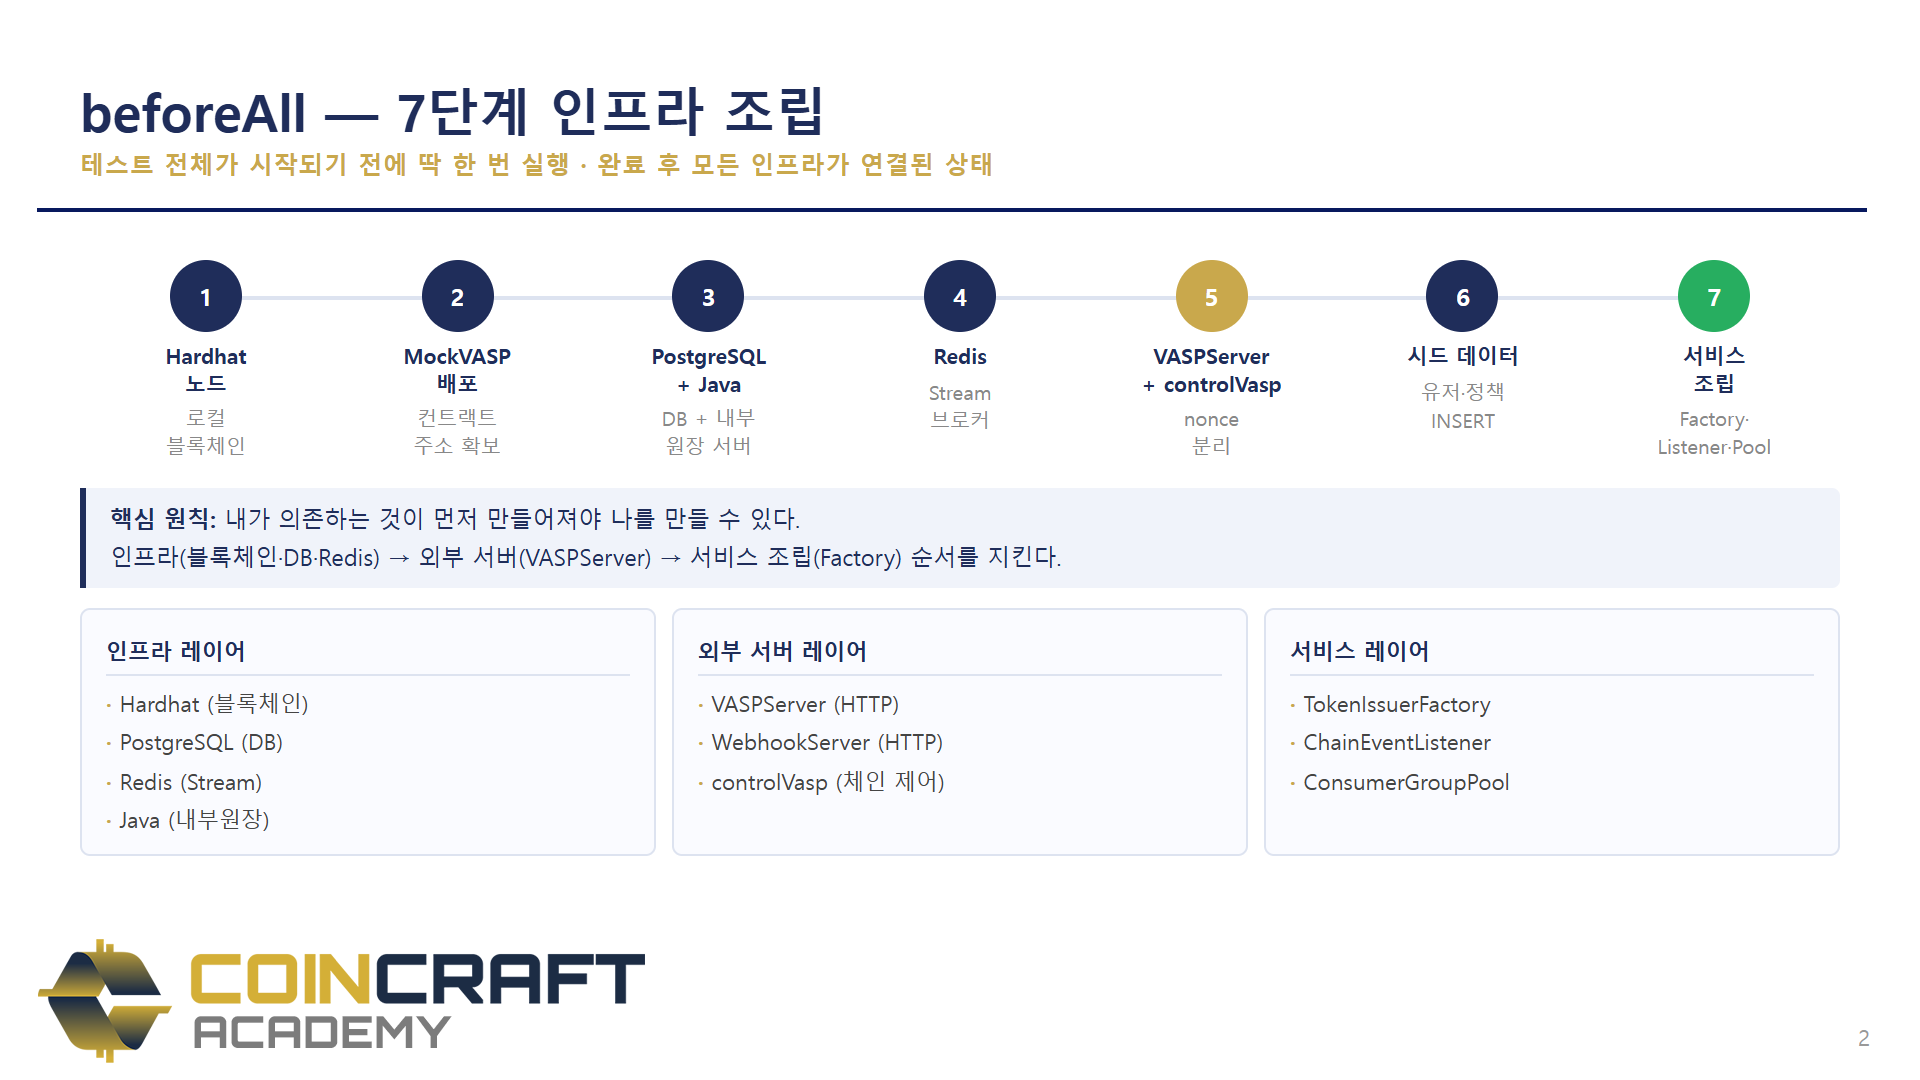 beforeAll — 7단계 인프라 조립
테스트 전체가 시작되기 전에 딱 한 번 실행 · 완료 후 모든 인프라가 연결된 상태
1
Hardhat
노드
로컬
블록체인
2
MockVASP
배포
컨트랙트
주소 확보
3
PostgreSQL
+ Java
DB + 내부
원장 서버
4
Redis
Stream
브로커
5
VASPServer
+ controlVasp
nonce
분리
6
시드 데이터
유저·정책
INSERT
7
서비스
조립
Factory·
Listener·Pool
핵심 원칙: 내가 의존하는 것이 먼저 만들어져야 나를 만들 수 있다.
인프라(블록체인·DB·Redis) → 외부 서버(VASPServer) → 서비스 조립(Factory) 순서를 지킨다.
인프라 레이어
· Hardhat (블록체인)
· PostgreSQL (DB)
· Redis (Stream)
· Java (내부원장)
외부 서버 레이어
· VASPServer (HTTP)
· WebhookServer (HTTP)
· controlVasp (체인 제어)
서비스 레이어
· TokenIssuerFactory
· ChainEventListener
· ConsumerGroupPool
COINCRAFT
ACADEMY
2